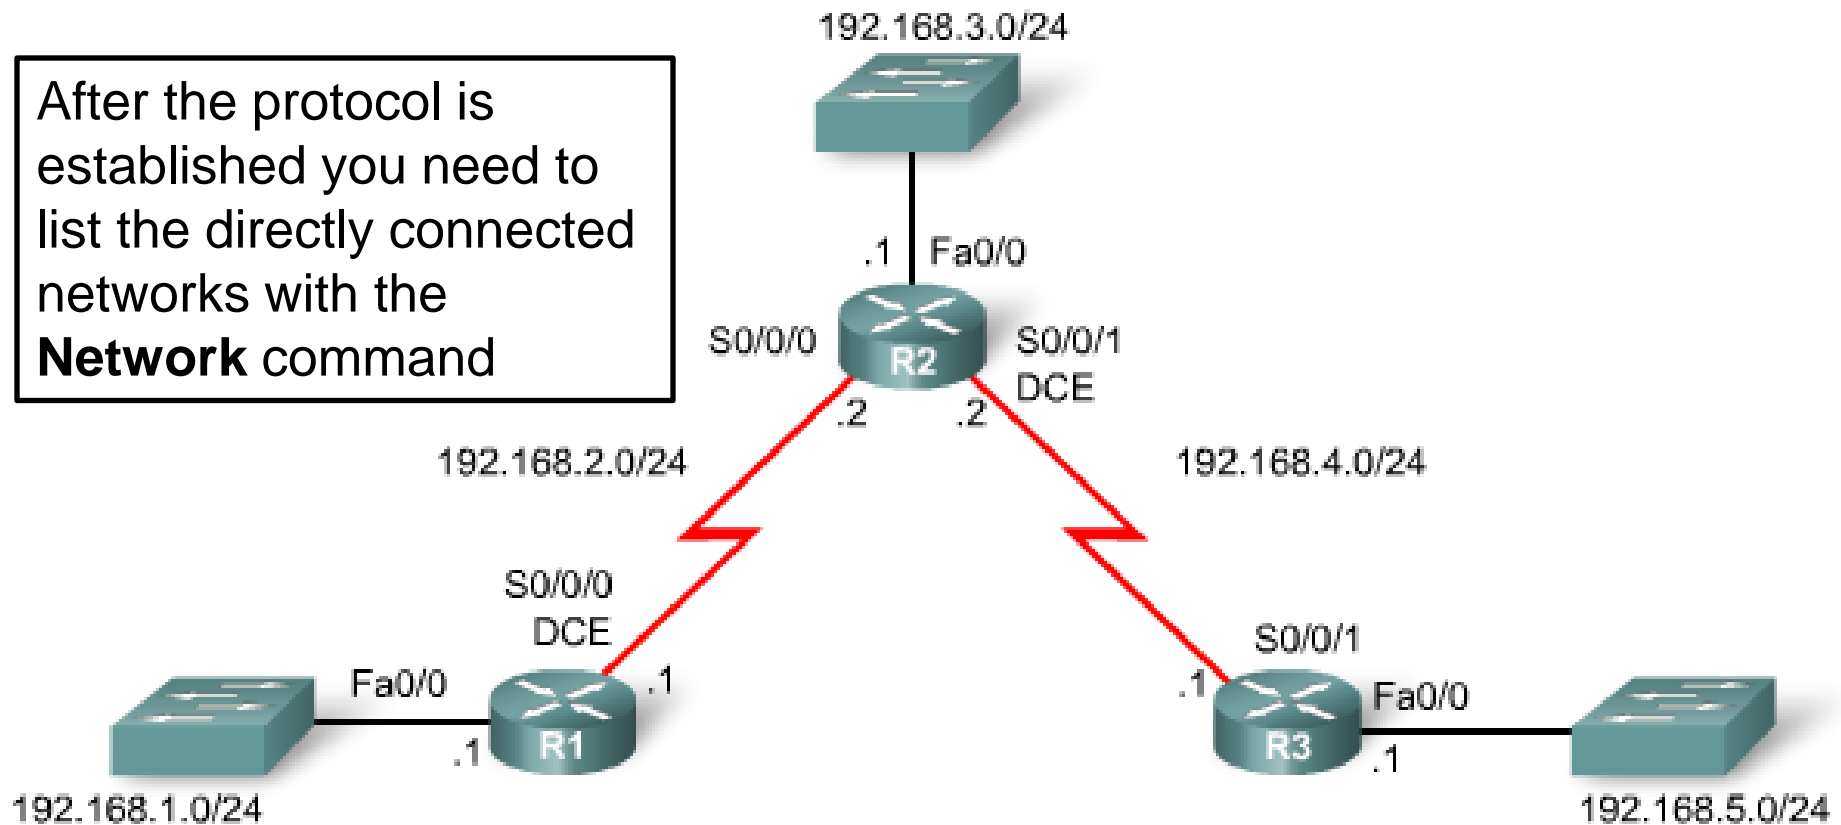 192.168.3.0/24
After the protocol is
established you need to
list the directly connected
networks with the
Network command
.1 Fa0/0
S0/0/0
R2
S0/0/1
DCE
.2 .2
192.168.2.0/24
192.168.4.0/24
S0/0/0
DCE
.1
Fa0/0
.1
R1
S0/0/1
.1
Fa0/0
R3
.1
192.168.1.0/24
192.168.5.0/24